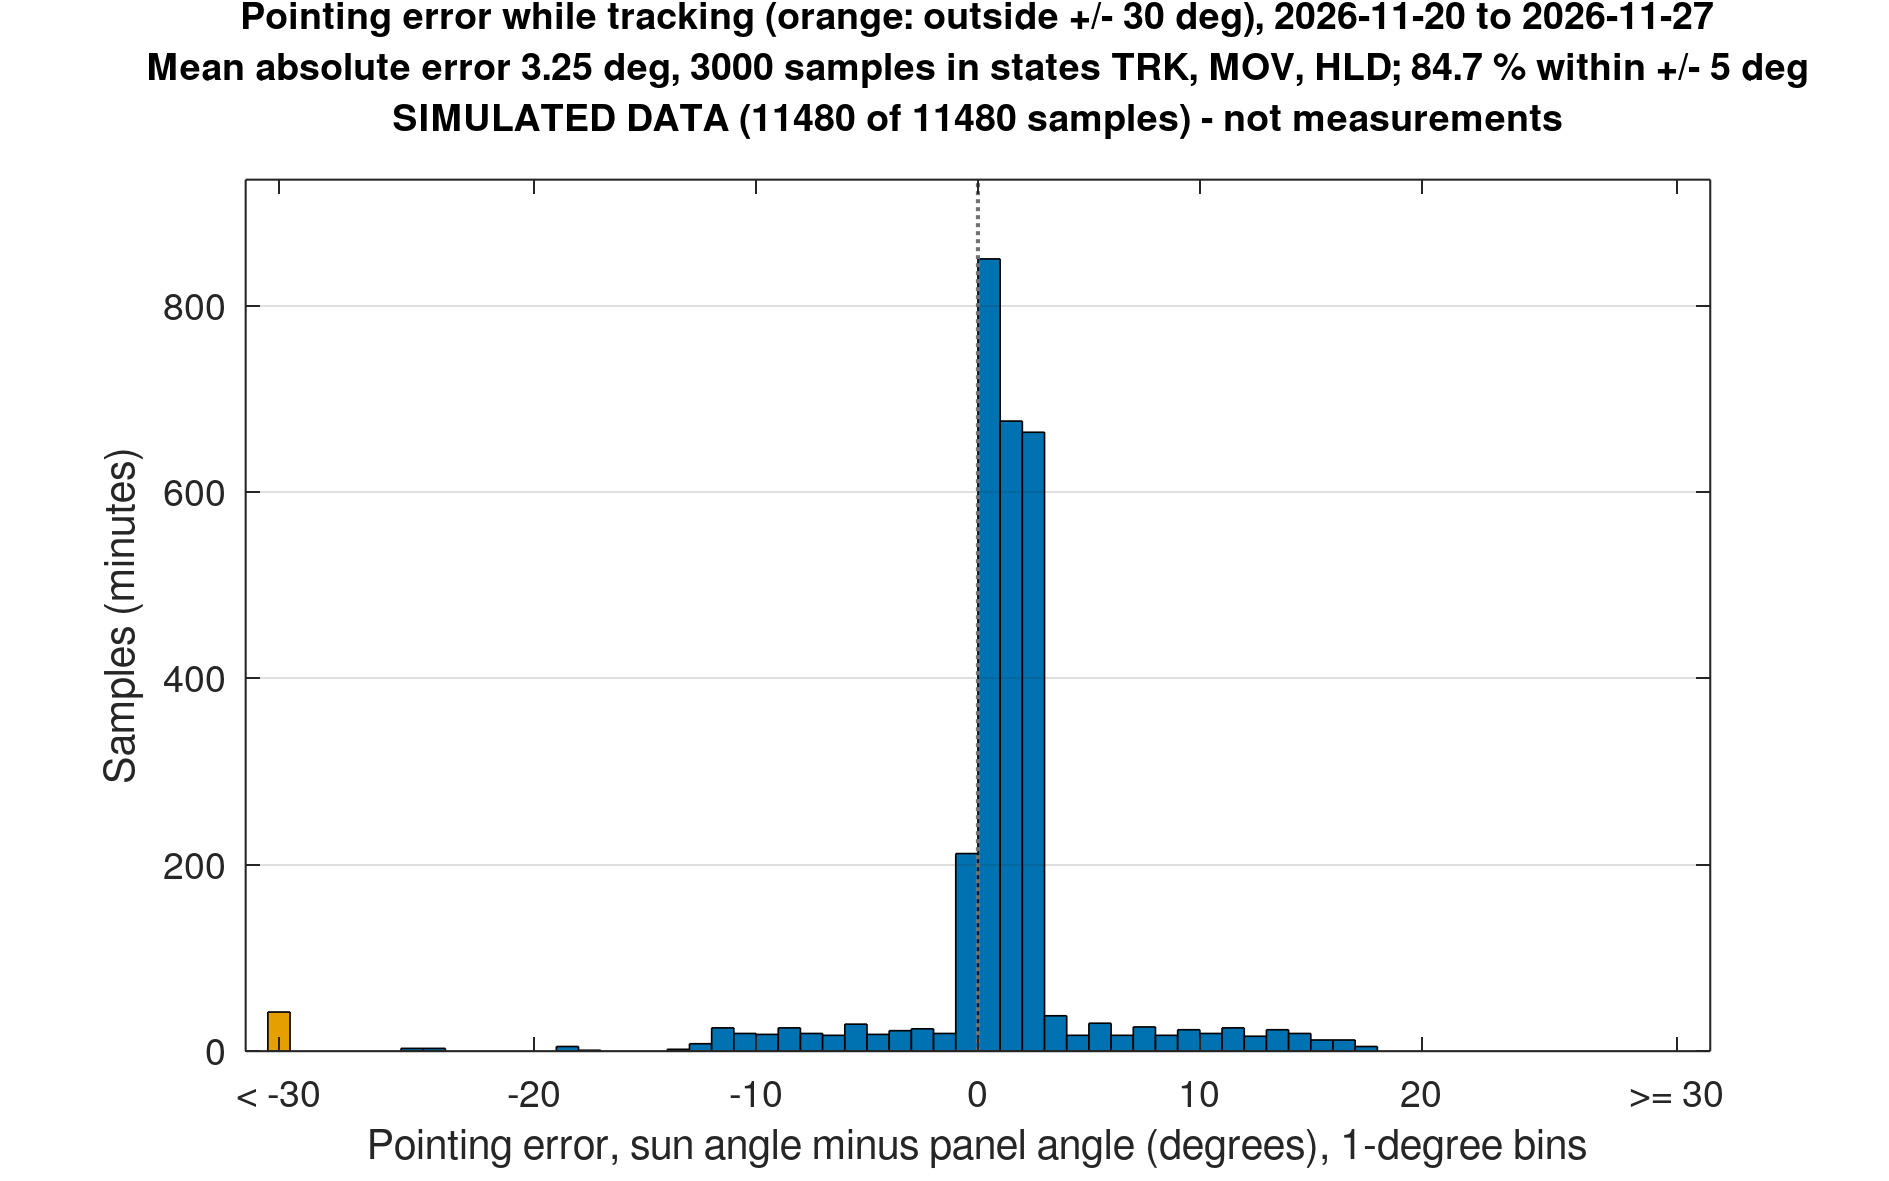 Pointing error while tracking (orange: outside +/- 30 deg), 2026-11-20 to 2026-11-27
Mean absolute error 3.25 deg, 3000 samples in states TRK, MOV, HLD; 84.7 % within +/- 5 deg
SIMULATED DATA (11480 of 11480 samples) - not measurements
Samples (minutes)
800
600
400
200
0
< -30 -20 -10 0 10 20 >= 30
Pointing error, sun angle minus panel angle (degrees), 1-degree bins